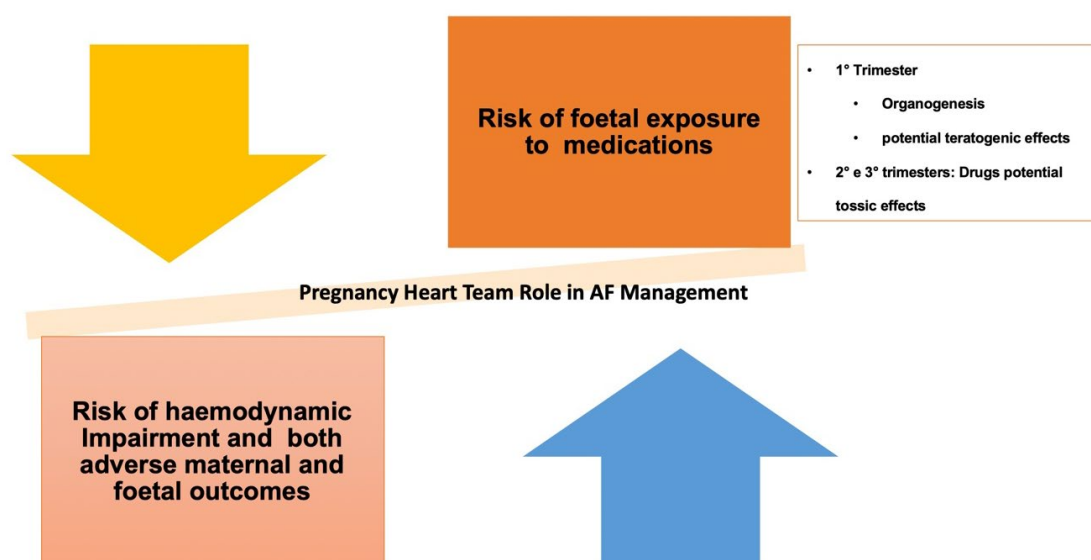 Risk of foetal exposure
to medications
• 1° Trimester
• Organogenesis
• potential teratogenic effects
• 2° e 3° trimesters: Drugs potential
tossic effects
Pregnancy Heart Team Role in AF Management
Risk of haemodynamic
Impairment and both
adverse maternal and
foetal outcomes